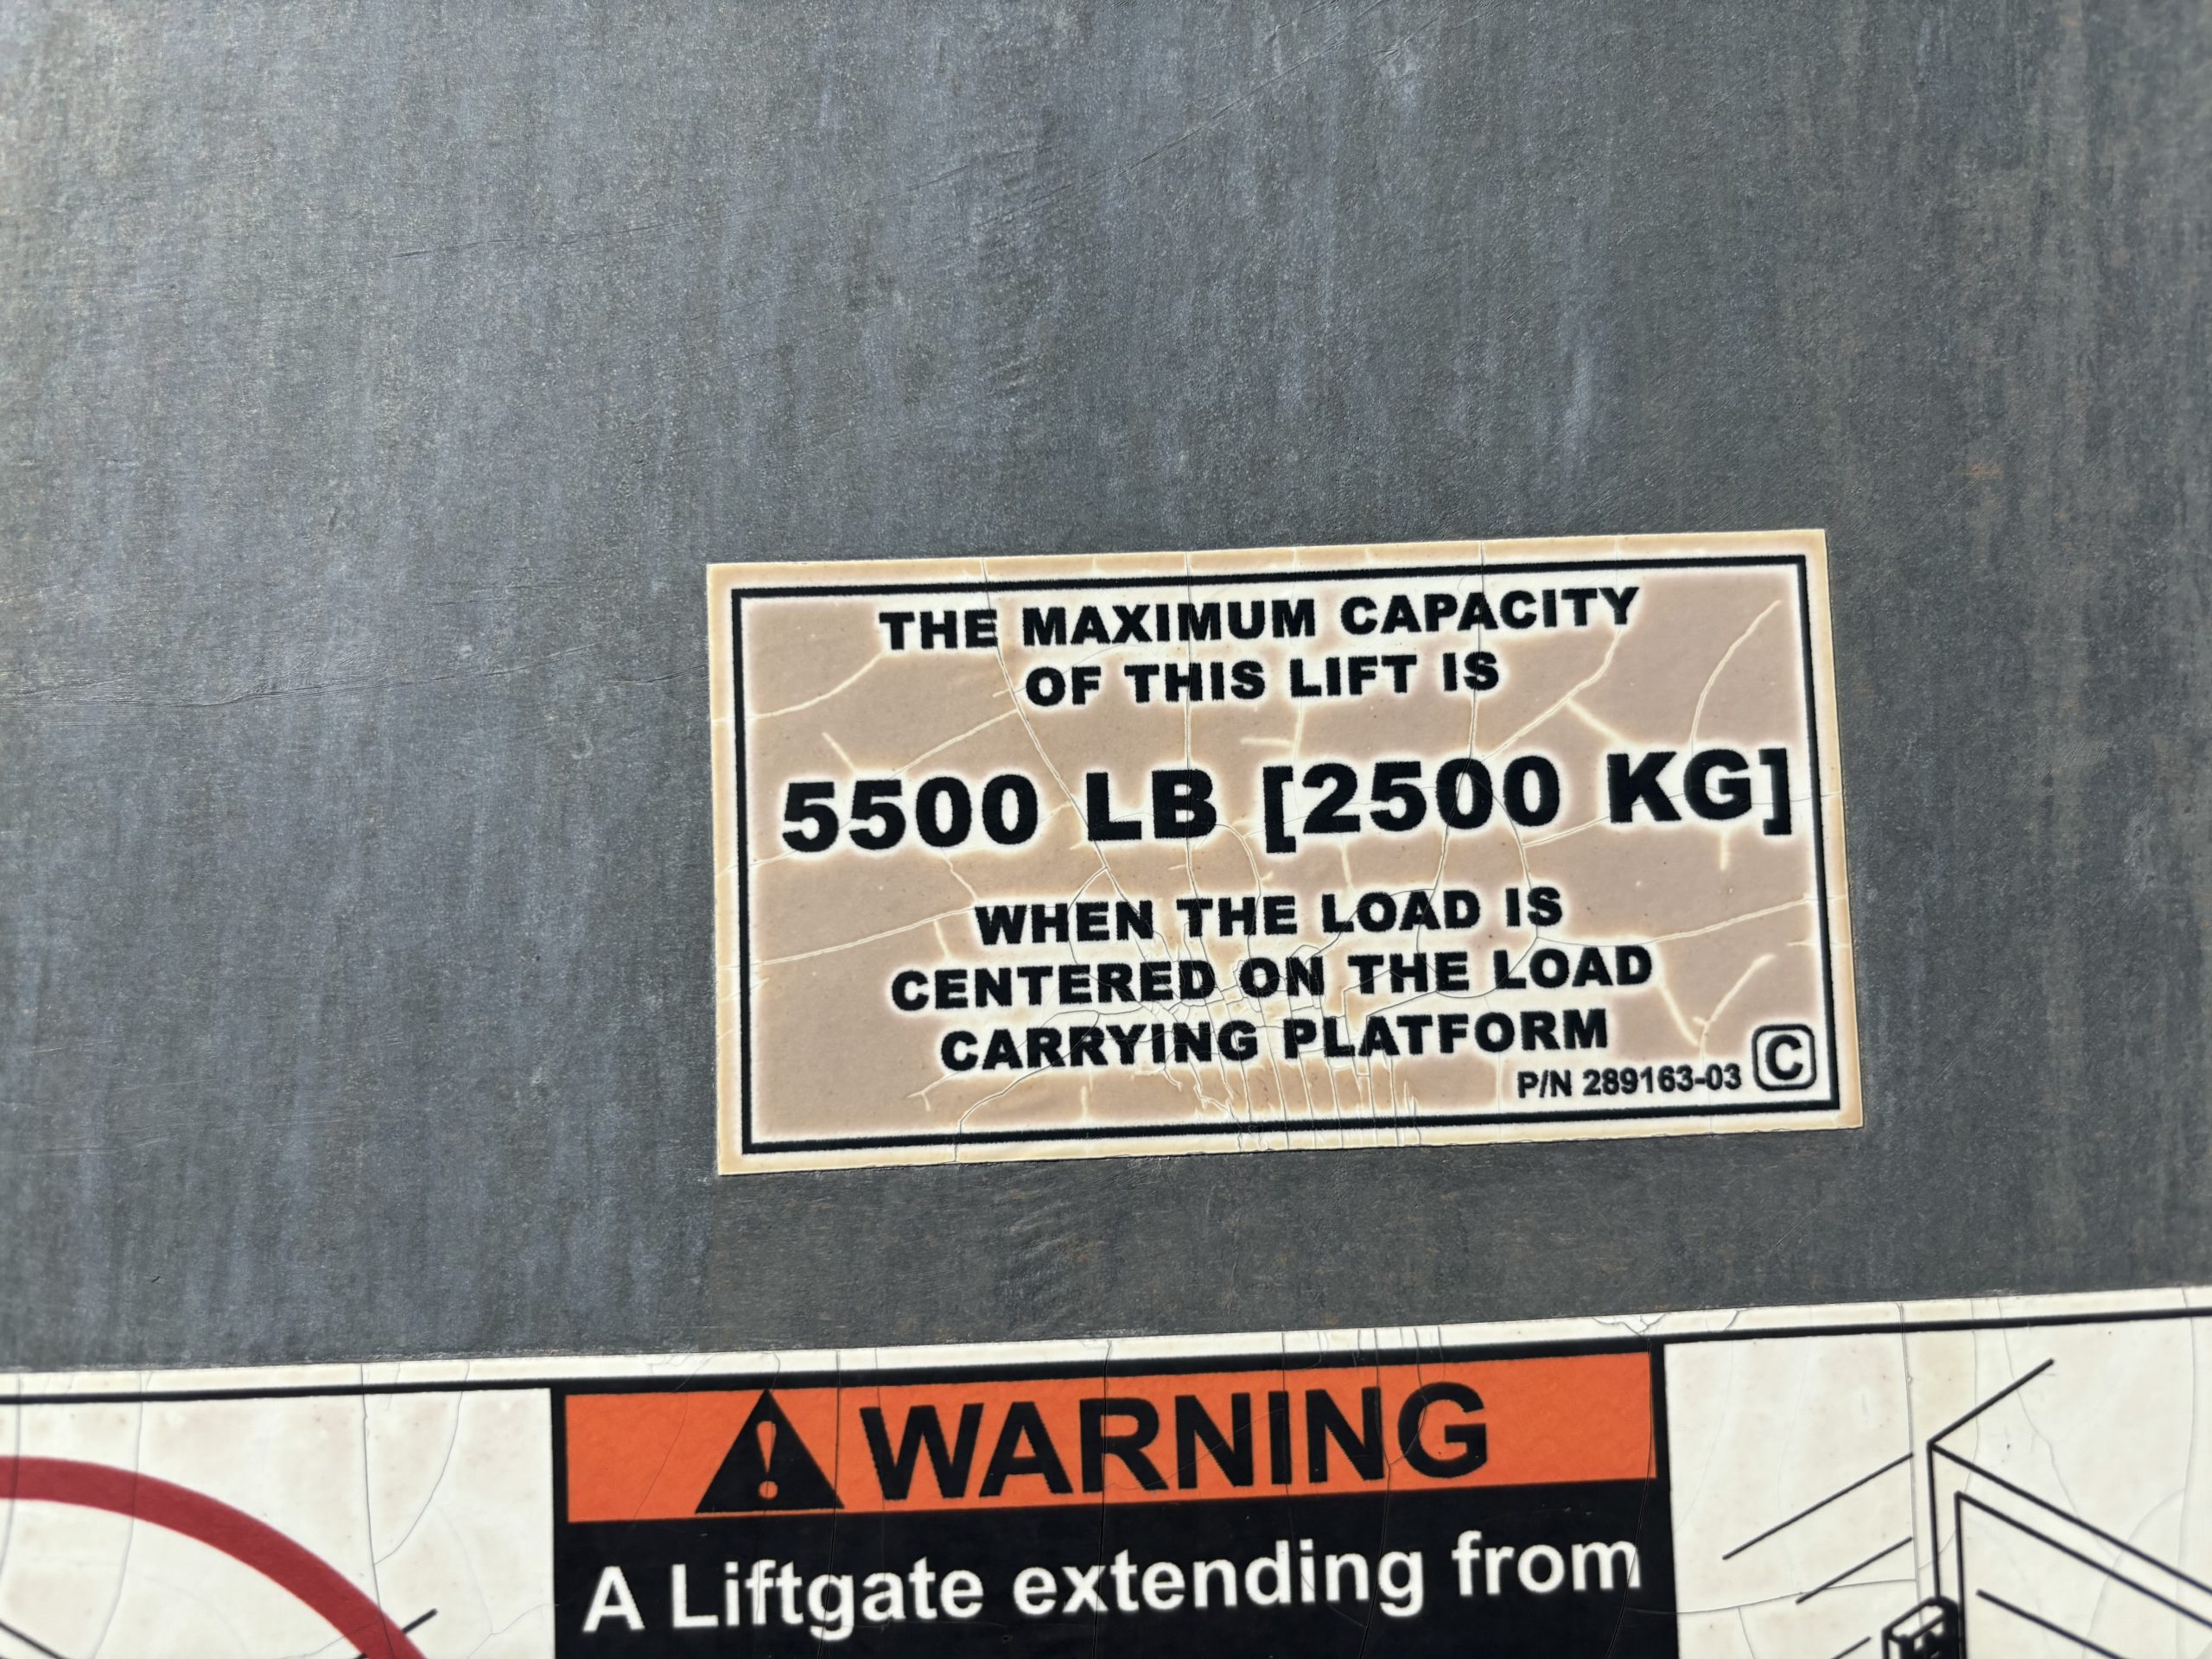 THE MAXIMUM CAPACITY
OF THIS LIFT IS
5500 LB [2500 KG]
WHEN THE LOAD IS
CENTERED ON THE LOAD
CARRYING PLATFORM
P/N 289163-03 C
WARNING
A Liftgate extending from